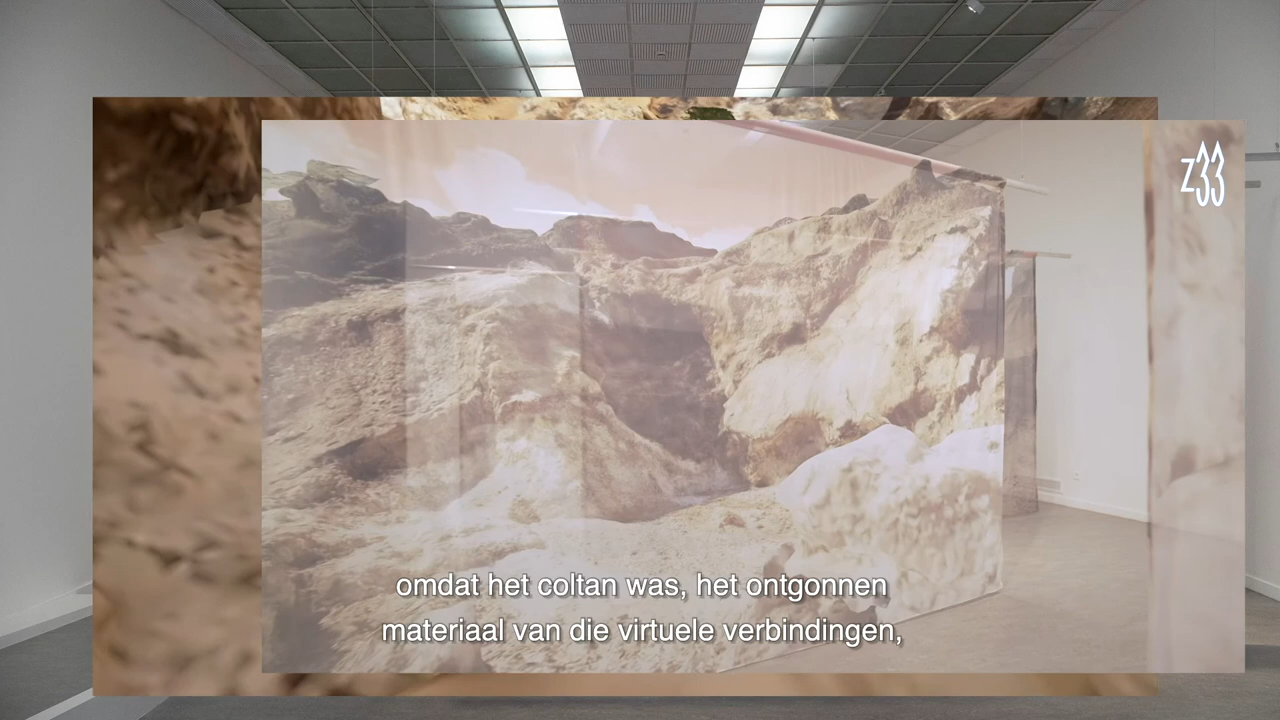 z33
omdat het coltan was, het ontgonnen
materiaal van die virtuele verbindingen,